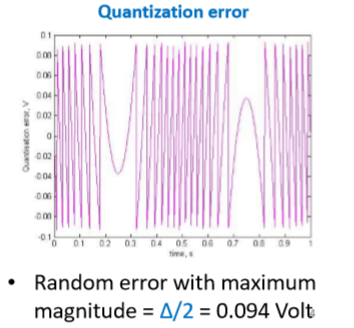 Quantization error
0.1
0.08
0.06
0.04
0.02
0
-0.02
-0.04
-0.06
-0.08
-0.1
Quantisation error, V
0 0.1 0.2 0.3 0.4 0.5 0.6 0.7 0.8 0.9 1
time, s
• Random error with maximum
magnitude = Δ/2 = 0.094 Volt